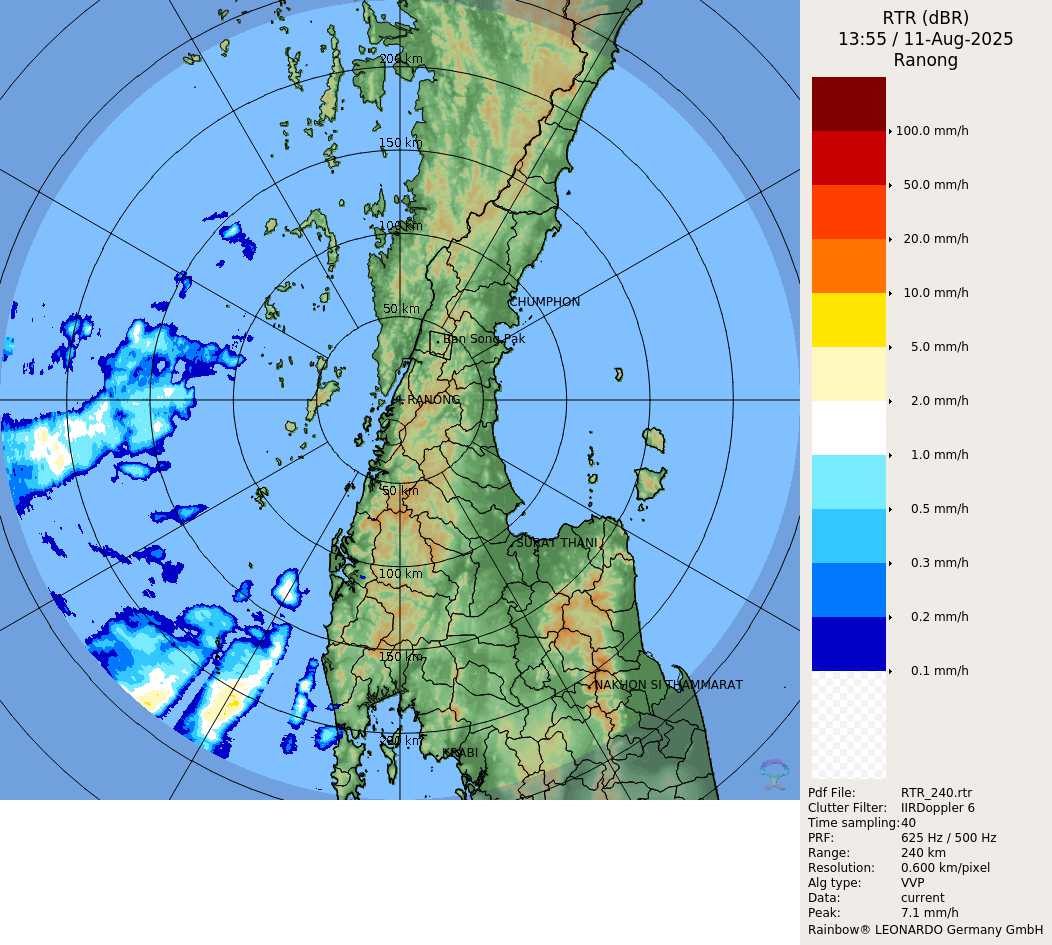 RTR (dBR)
13:55 / 11-Aug-2025
Ranong
200 km
150 km
100 km
50 km
CHUMPHON
Ban Song Pak
RANONG
50 km
SURAT THANI
100 km
150 km
NAKHON SI THAMMARAT
200 km
KRABI
100.0 mm/h
50.0 mm/h
20.0 mm/h
10.0 mm/h
5.0 mm/h
2.0 mm/h
1.0 mm/h
0.5 mm/h
0.3 mm/h
0.2 mm/h
0.1 mm/h
Pdf File: RTR_240.rtr
Clutter Filter: IIRDoppler 6
Time sampling: 40
PRF: 625 Hz / 500 Hz
Range: 240 km
Resolution: 0.600 km/pixel
Alg type: VVP
Data: current
Peak: 7.1 mm/h
Rainbow® LEONARDO Germany GmbH